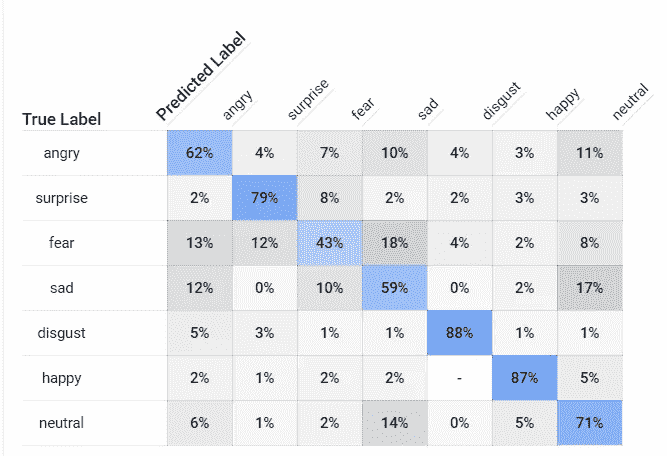 Predicted Label
angry surprise fear sad disgust happy neutral
True Label
angry 62% 4% 7% 10% 4% 3% 11%
surprise 2% 79% 8% 2% 2% 3% 3%
fear 13% 12% 43% 18% 4% 2% 8%
sad 12% 0% 10% 59% 0% 2% 17%
disgust 5% 3% 1% 1% 88% 1% 1%
happy 2% 1% 2% 2% - 87% 5%
neutral 6% 1% 2% 14% 0% 5% 71%